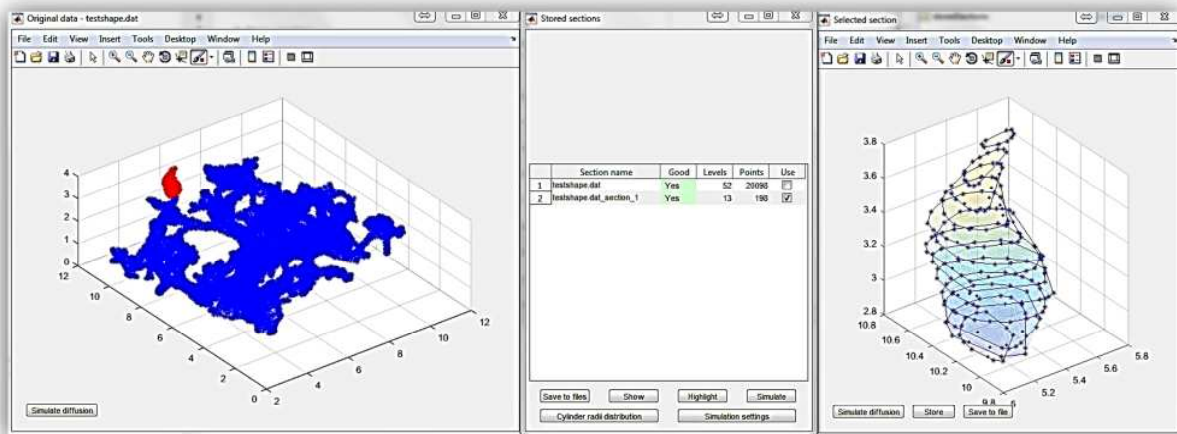 Original data - testshape.dat
File Edit View Insert Tools Desktop Window Help
4
3
2
1
0
12
10
8
6
4
2
0
2
4
6
8
10
12
Simulate diffusion
Stored sections
Section name Good Levels Points Use
1 testshape.dat Yes 52 20098
2 testshape.dat_section_1 Yes 13 198
Save to files Show Highlight Simulate
Cylinder radii distribution Simulation settings
Selected section
File Edit View Insert Tools Desktop Window Help
3.8
3.6
3.4
3.2
3
2.8
10.8
10.6
10.4
10.2
10
9.8
5.2
5.4
5.6
5.8
Simulate diffusion Store Save to file